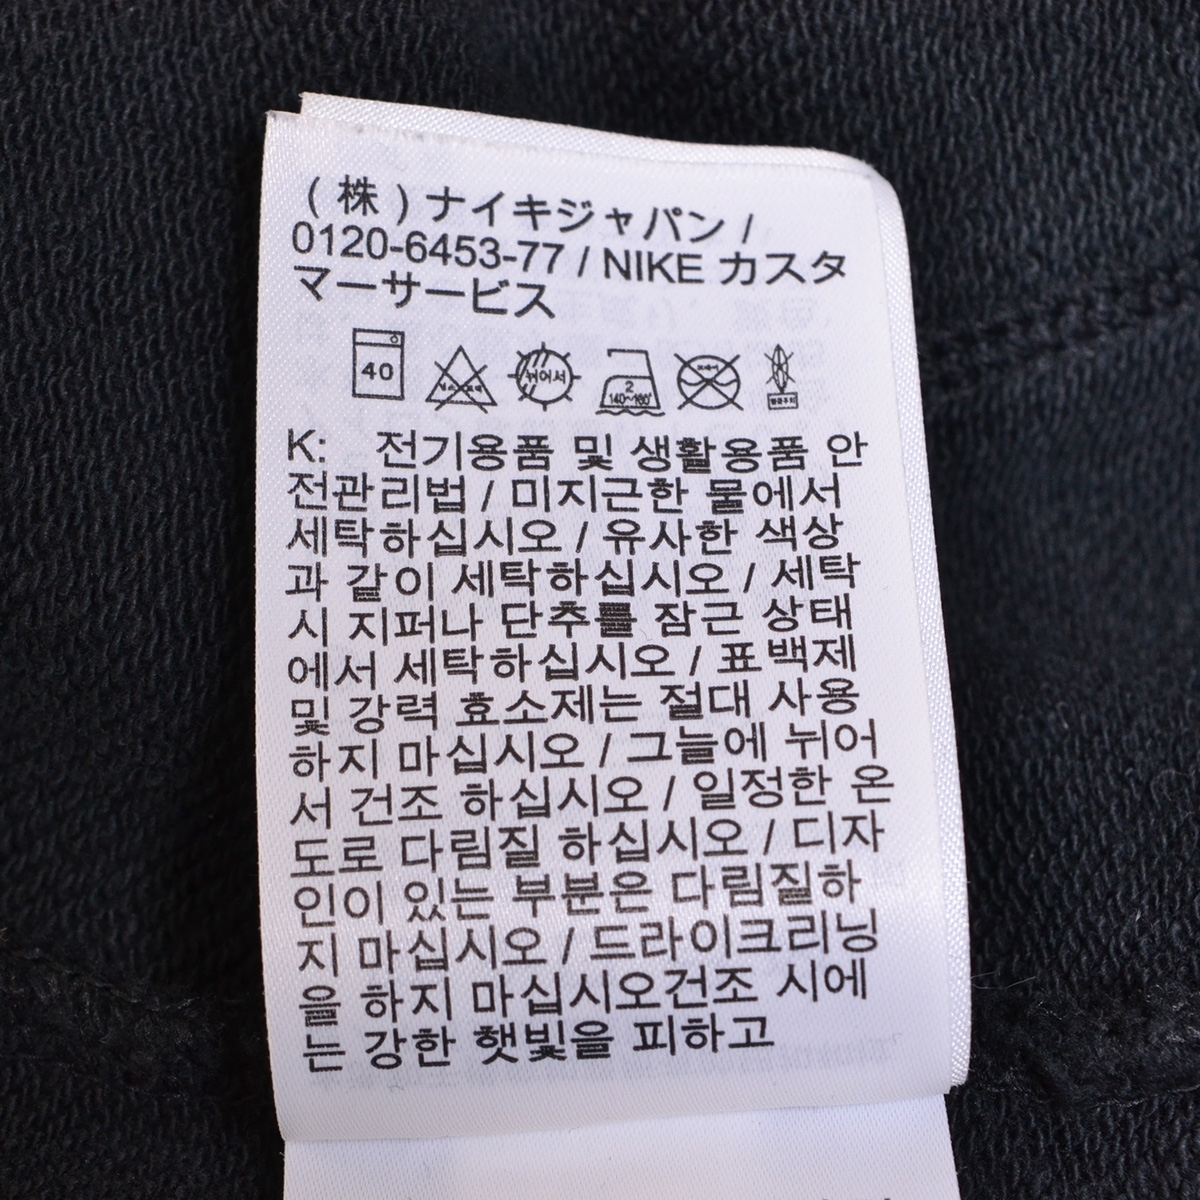 (株)ナイキジャパン /
0120-6453-77 / NIKE カスタ
マーサービス
40
뉘어서
2
140~160°
K: 전기용품 및 생활용품 안
전관리법 / 미지근한 물에서
세탁하십시오 / 유사한 색상
과 같이 세탁하십시오 / 세탁
시 지퍼나 단추를 잠근 상태
에서 세탁하십시오 / 표백제
및 강력 효소제는 절대 사용
하지 마십시오 / 그늘에 뉘어
서 건조 하십시오 / 일정한 온
도로 다림질 하십시오 / 디자
인이 있는 부분은 다림질하
지 마십시오 / 드라이크리닝
을 하지 마십시오건조 시에
는 강한 햇빛을 피하고